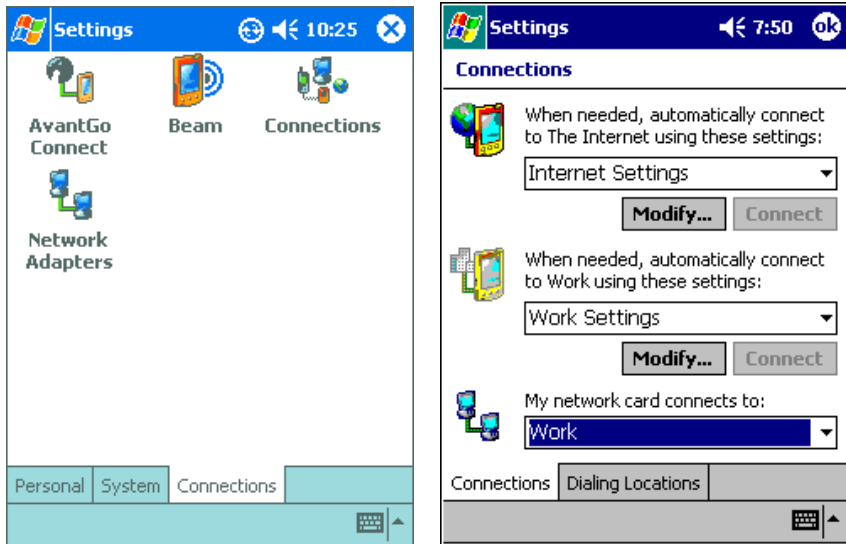 Settings 10:25
AvantGo
Connect
Beam
Connections
Network
Adapters
Personal System Connections
Settings 7:50 ok
Connections
When needed, automatically connect
to The Internet using these settings:
Internet Settings
Modify... Connect
When needed, automatically connect
to Work using these settings:
Work Settings
Modify... Connect
My network card connects to:
Work
Connections Dialing Locations